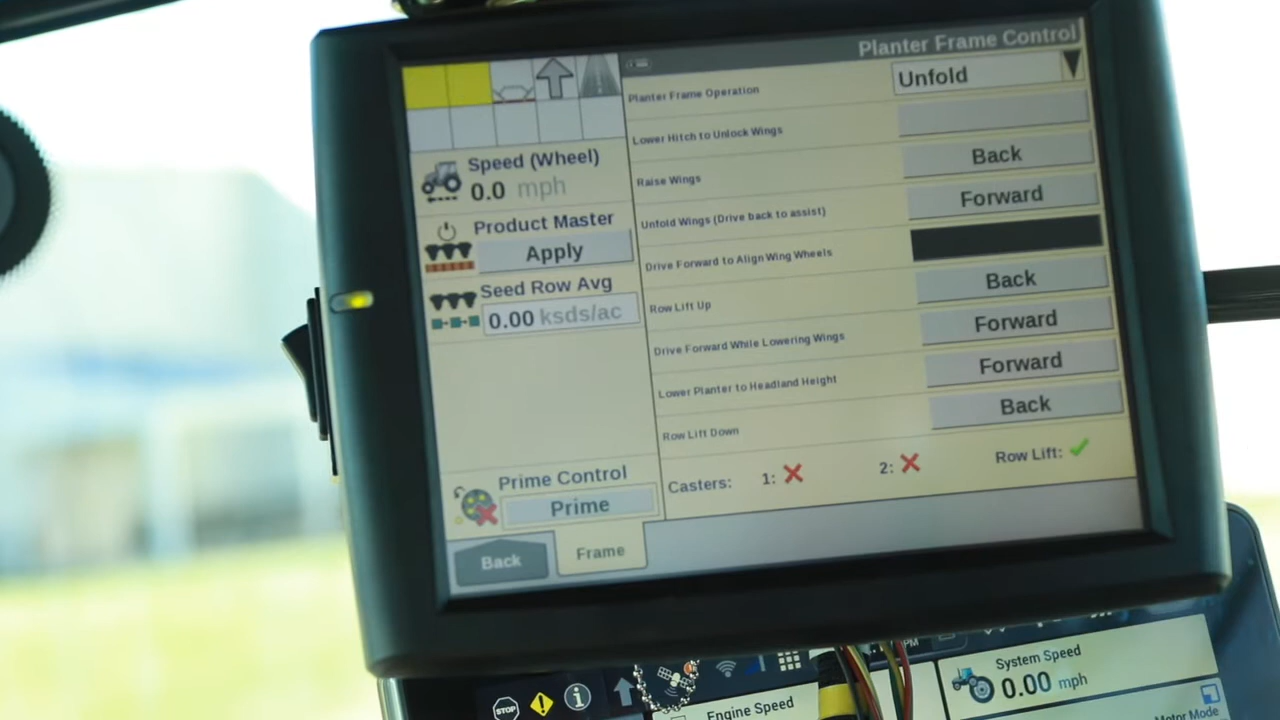 Planter Frame Control
Planter Frame Operation
Unfold
Lower Hitch to Unlock Wings
Raise Wings
Back
Unfold Wings (Drive back to assist)
Forward
Drive Forward to Align Wing Wheels
Row Lift Up
Back
Drive Forward While Lowering Wings
Forward
Lower Planter to Headland Height
Forward
Row Lift Down
Back
Casters: 1: 2: Row Lift:
Speed (Wheel)
0.0 mph
Product Master
Apply
Seed Row Avg
0.00 ksds/ac
Prime Control
Prime
Back
Frame
STOP
PM
Engine Speed
System Speed
0.00 mph
Motor Mode